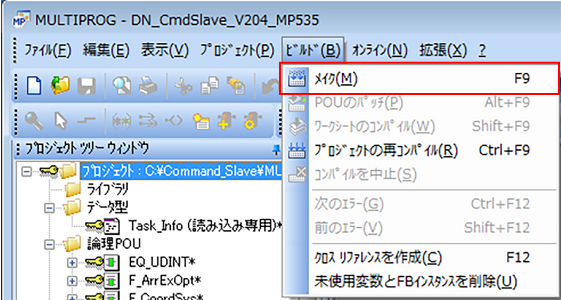 MULTIPROG - DN_CmdSlave_V204_MP535
ファイル(F) 編集(E) 表示(V) プロジェクト(P) ビルド(B) オンライン(N) 拡張(X) ?
メイク(M) F9
POUのパッチ(P) Alt+F9
ワークシートのコンパイル(W) Shift+F9
プロジェクトの再コンパイル(R) Ctrl+F9
コンパイルを中止(S)
次のエラー(G) Ctrl+F12
前のエラー(V) Shift+F12
クロス リファレンスを作成(C) F12
未使用変数とFBインスタンスを削除(U)
プロジェクト ツリー ウィンドウ
プロジェクト : C:¥Command_Slave¥MU
ライブラリ
データ型
Task_Info (読み込み専用)*
論理POU
EQ_UDINT*
F_ArrExOpt*
F_CoordSys*